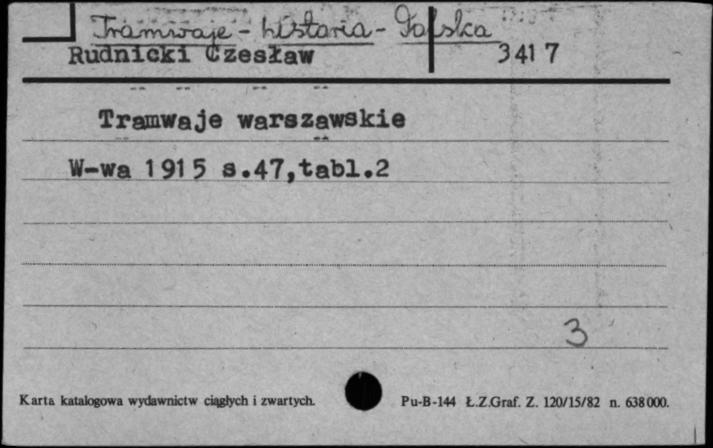 Tramwaje - historia - Polska
Rudnicki Czesław 3417
Tramwaje warszawskie
W-wa 1915 s.47,tabl.2
3
Karta katalogowa wydawnictw ciągłych i zwartych. Pu-B-144 Ł.Z.Graf. Z. 120/15/82 n. 638000.